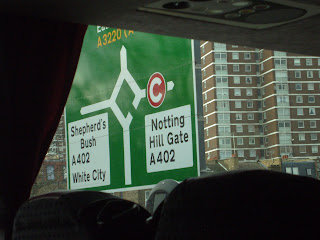 A3220 (
Shepherd's
Bush
A402
White City
C
Notting
Hill Gate
A402